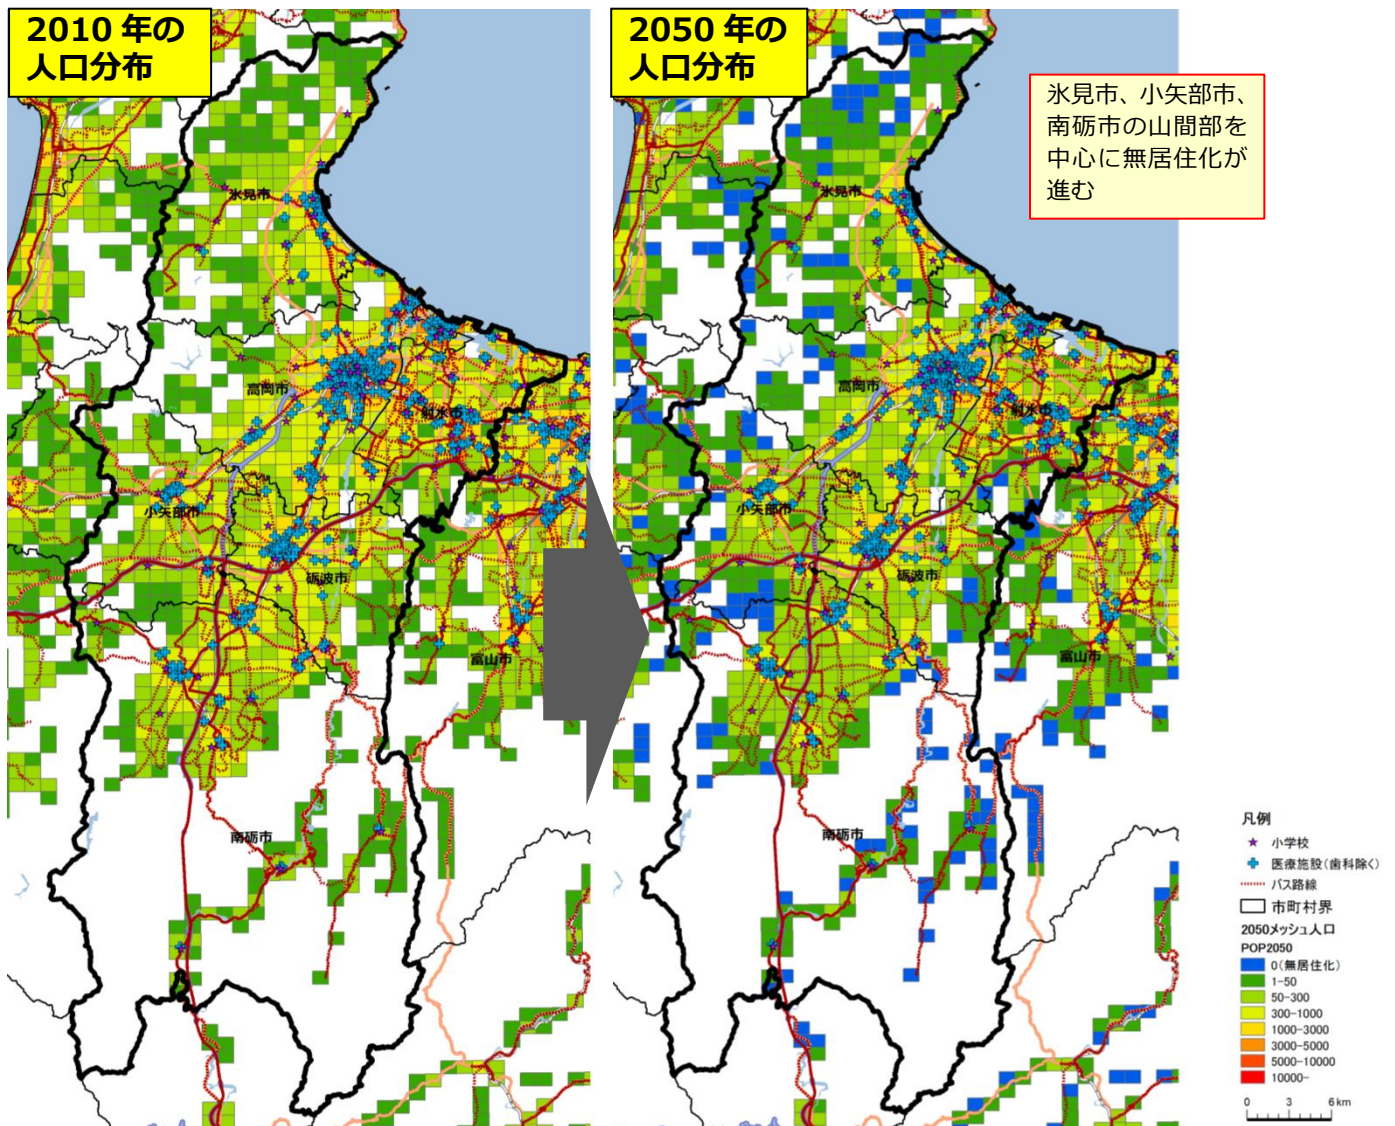 2010 年の
人口分布
2050 年の
人口分布
氷見市、小矢部市、
南砺市の山間部を
中心に無居住化が
進む
氷見市
高岡市
射水市
小矢部市
砺波市
富山市
南砺市
氷見市
高岡市
射水市
小矢部市
砺波市
富山市
南砺市
凡例
小学校
医療施設(歯科除く)
バス路線
市町村界
2050メッシュ人口
POP2050
0(無居住化)
1-50
50-300
300-1000
1000-3000
3000-5000
5000-10000
10000-
0 3 6 km